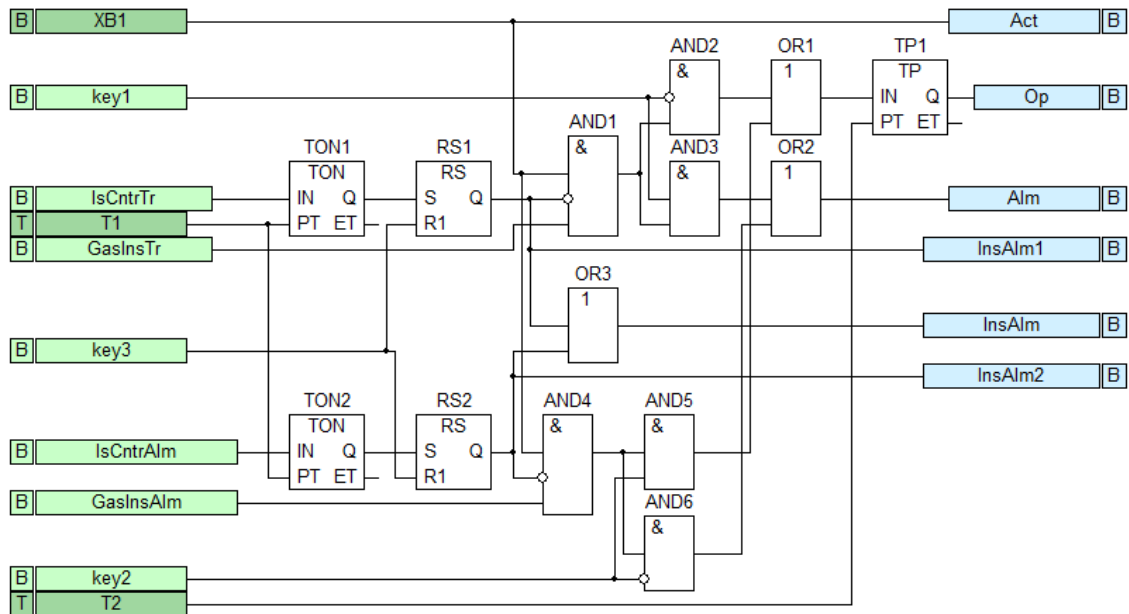 B XB1 Act B
AND2 OR1 TP1
& 1 TP
B key1 IN Q Op B
AND1 PT ET
& AND3 OR2
TON1 RS1 & 1
TON RS
B IsCntrTr IN Q S Q Alm B
T T1 PT ET R1
B GasInsTr InsAlm1 B
OR3
1
InsAlm B
B key3
InsAlm2 B
TON2 RS2 AND4 AND5
TON RS & &
B IsCntrAlm IN Q S Q
PT ET R1
B GasInsAlm AND6
&
B key2
T T2